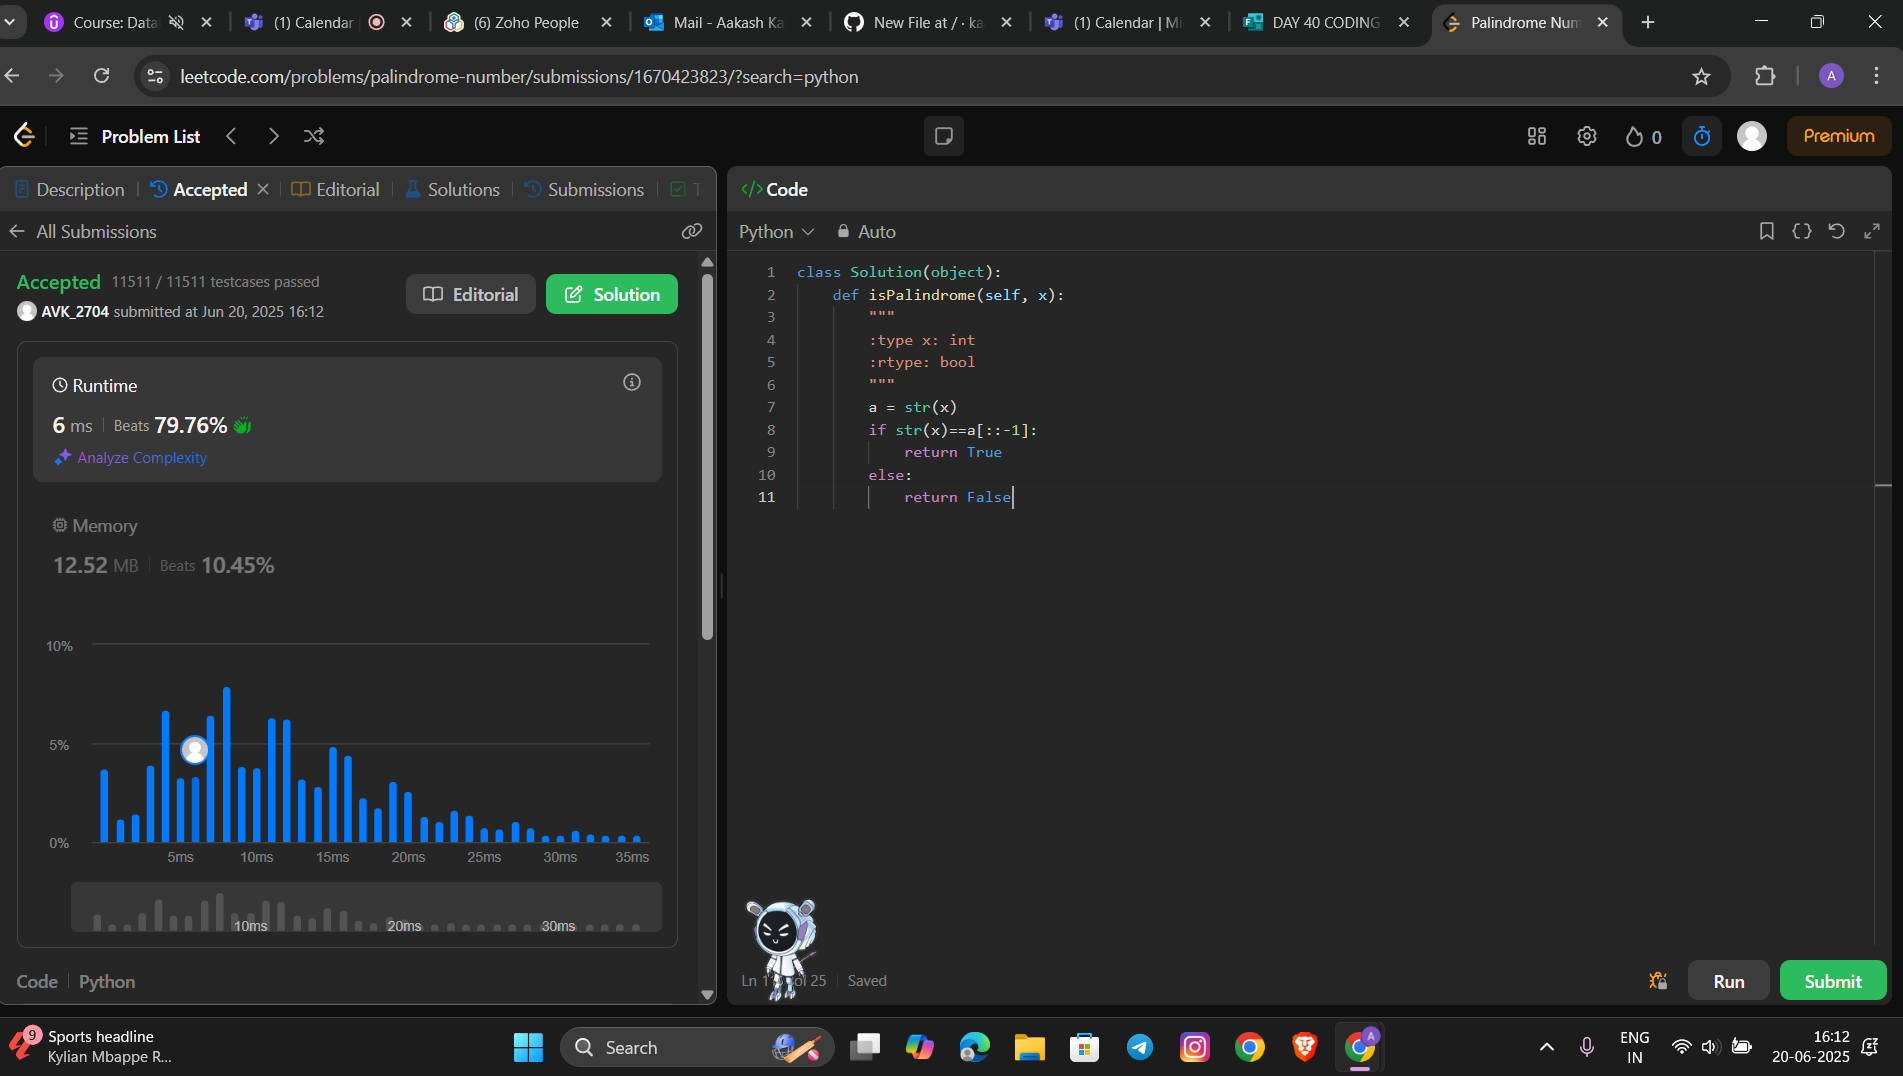 Course: Data
(1) Calendar
(6) Zoho People
Mail - Aakash Ka
New File at / · ka
(1) Calendar | Mi
DAY 40 CODING
Palindrome Num
leetcode.com/problems/palindrome-number/submissions/1670423823/?search=python
A
Problem List
0
Premium
Description
Accepted
Editorial
Solutions
Submissions
T
</> Code
All Submissions
Python
Auto
Accepted 11511 / 11511 testcases passed
AVK_2704 submitted at Jun 20, 2025 16:12
Editorial
Solution
Runtime
6 ms | Beats 79.76%
Analyze Complexity
Memory
12.52 MB | Beats 10.45%
10%
5%
0%
5ms 10ms 15ms 20ms 25ms 30ms 35ms
10ms 20ms 30ms
Code | Python
1 class Solution(object):
2 def isPalindrome(self, x):
3 """
4 :type x: int
5 :rtype: bool
6 """
7 a = str(x)
8 if str(x)==a[::-1]:
9 return True
10 else:
11 return False
Ln
25
Saved
Run
Submit
9
Sports headline
Kylian Mbappe R...
Search
A
ENG
IN
16:12
20-06-2025